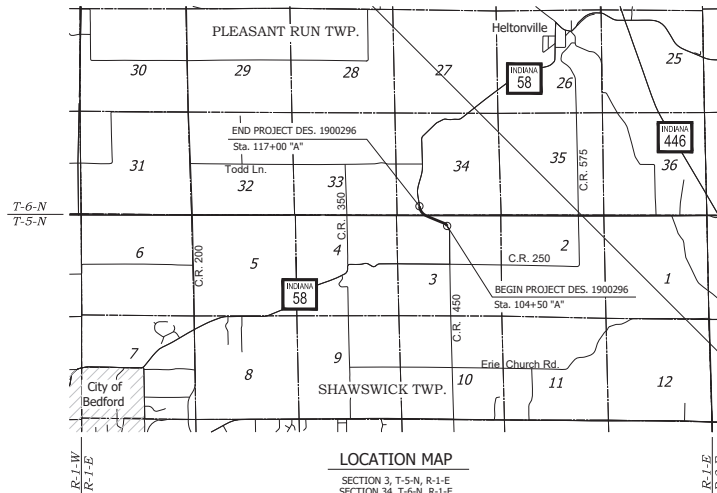 PLEASANT RUN TWP.
Heltonville
30
29
28
27
INDIANA
58
26
25
INDIANA
446
END PROJECT DES. 1900296
Sta. 117+00 "A"
31
Todd Ln.
32
33
34
35
36
C.R. 575
C.R. 350
T-6-N
T-5-N
6
C.R. 200
5
4
3
C.R. 250
2
1
INDIANA
58
BEGIN PROJECT DES. 1900296
Sta. 104+50 "A"
C.R. 450
7
8
9
Erie Church Rd.
10
11
12
City of
Bedford
SHAWSWICK TWP.
R-1-W
R-1-E
R-1-E
LOCATION MAP
SECTION 3, T-5-N, R-1-E
SECTION 34, T-6-N, R-1-E